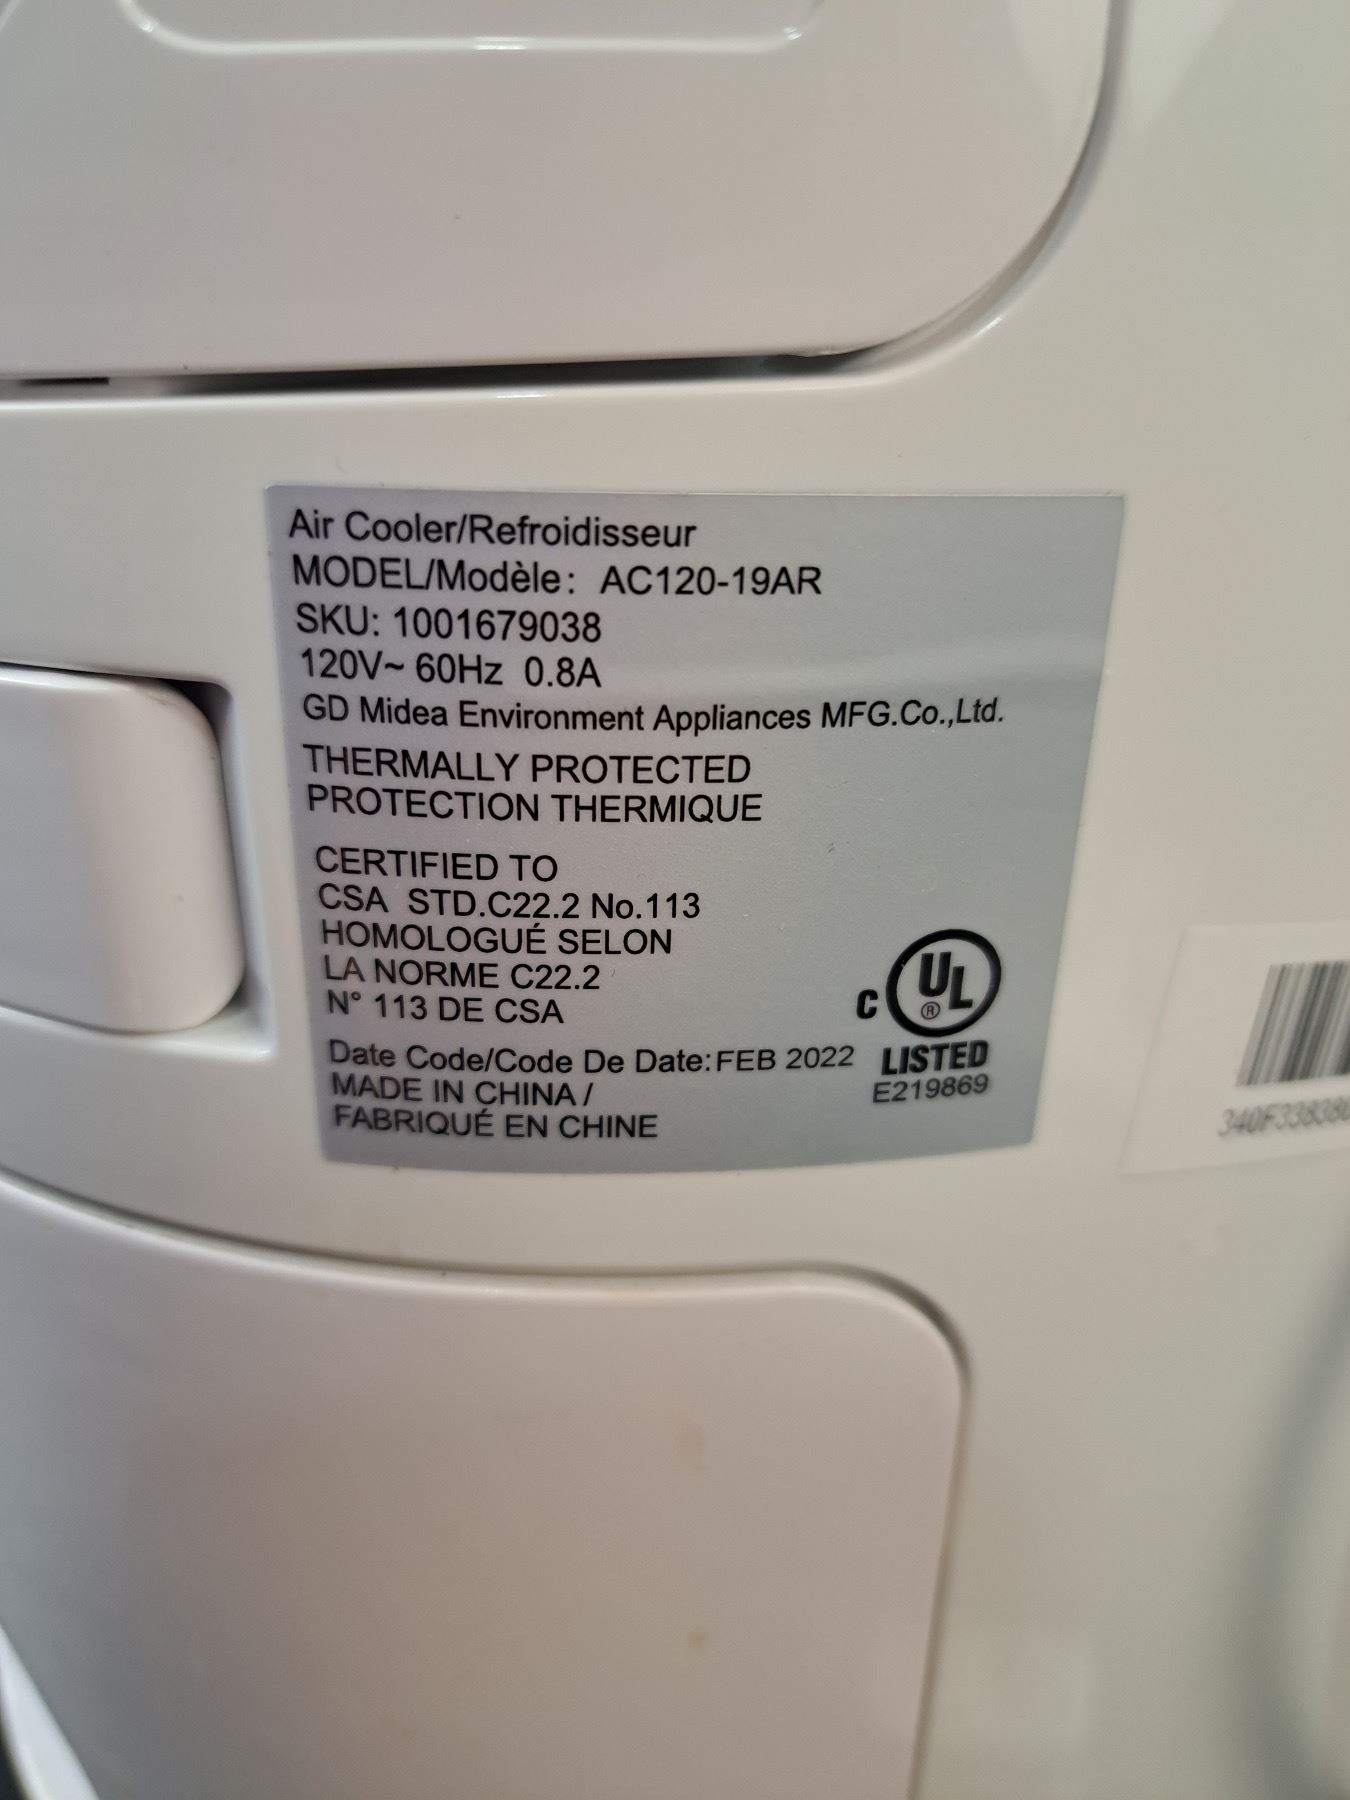 Air Cooler/Refroidisseur
MODEL/Modèle: AC120-19AR
SKU: 1001679038
120V~ 60Hz 0.8A
GD Midea Environment Appliances MFG.Co.,Ltd.
THERMALLY PROTECTED
PROTECTION THERMIQUE
CERTIFIED TO
CSA STD.C22.2 No.113
HOMOLOGUÉ SELON
LA NORME C22.2
N° 113 DE CSA
C UL ®
LISTED
E219869
Date Code/Code De Date: FEB 2022
MADE IN CHINA /
FABRIQUÉ EN CHINE